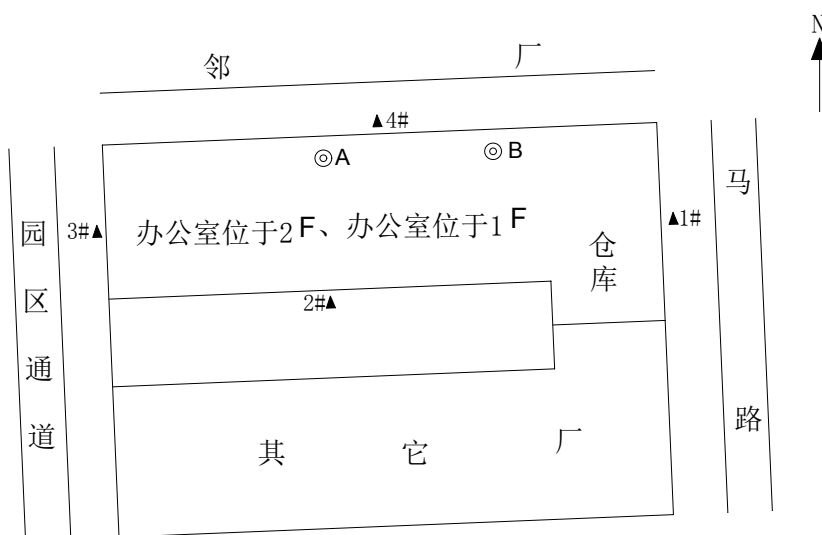 N
邻厂
▲4#
◎A
◎B
马路
园区通道
3#▲
▲1#
办公室位于2F、办公室位于1F
仓库
2#▲
其它厂